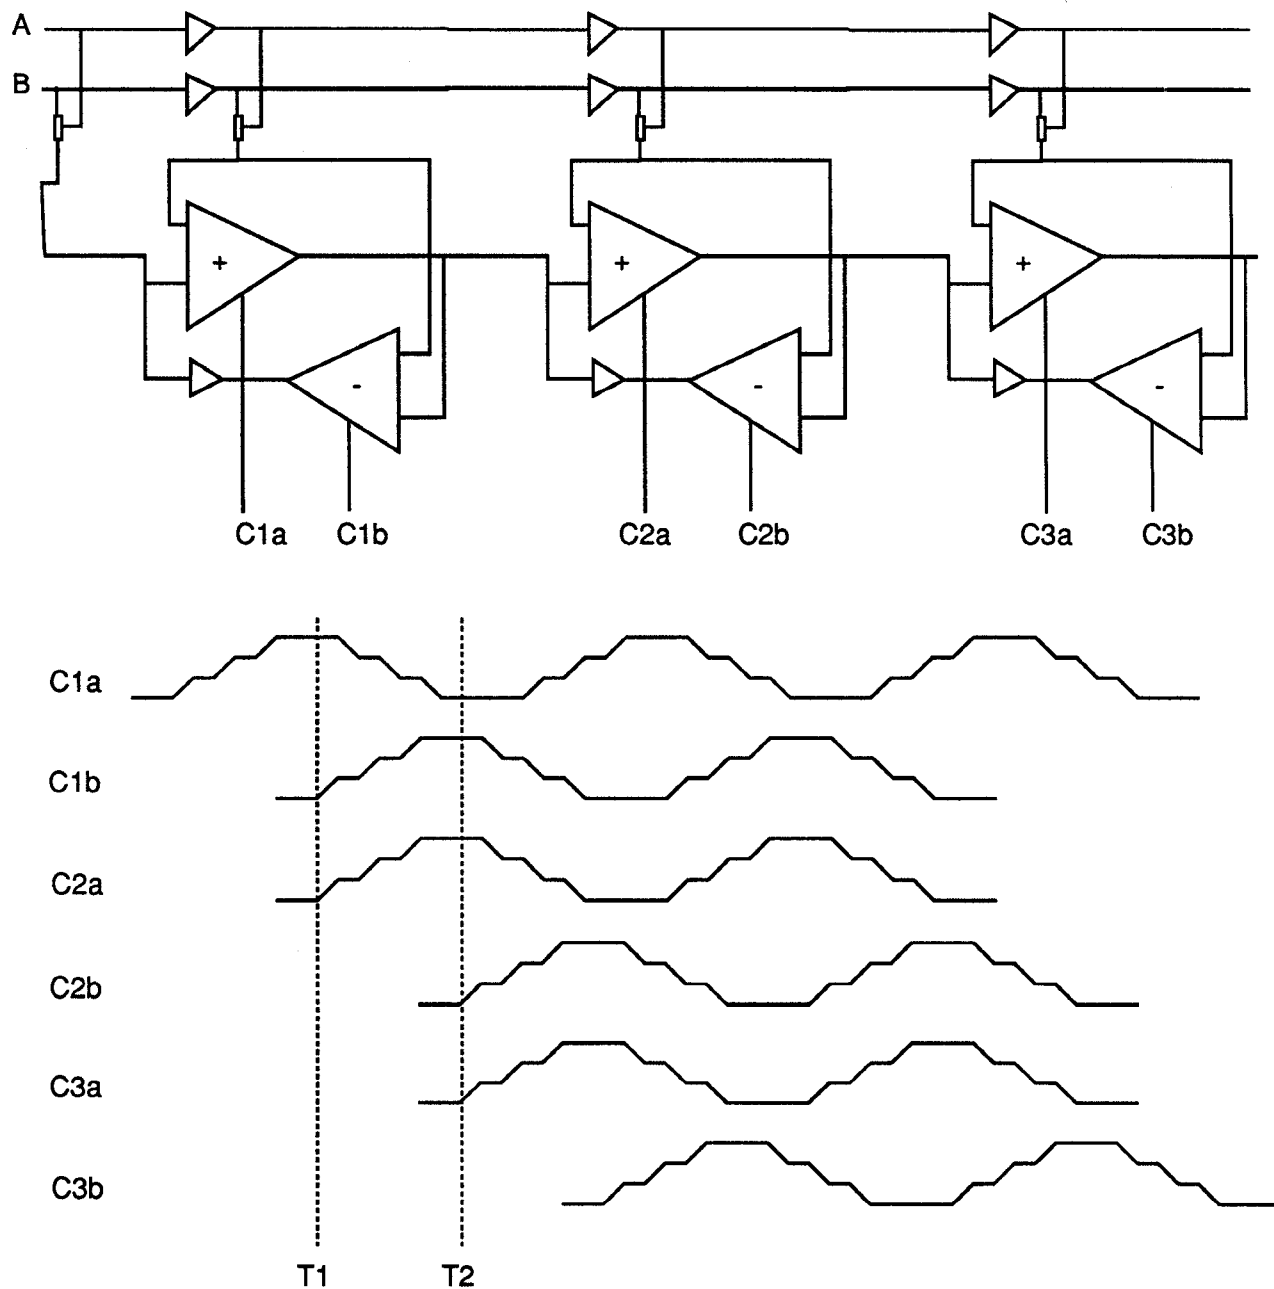 A
B
+ + +
- - -
C1a C1b C2a C2b C3a C3b
C1a
C1b
C2a
C2b
C3a
C3b
T1 T2